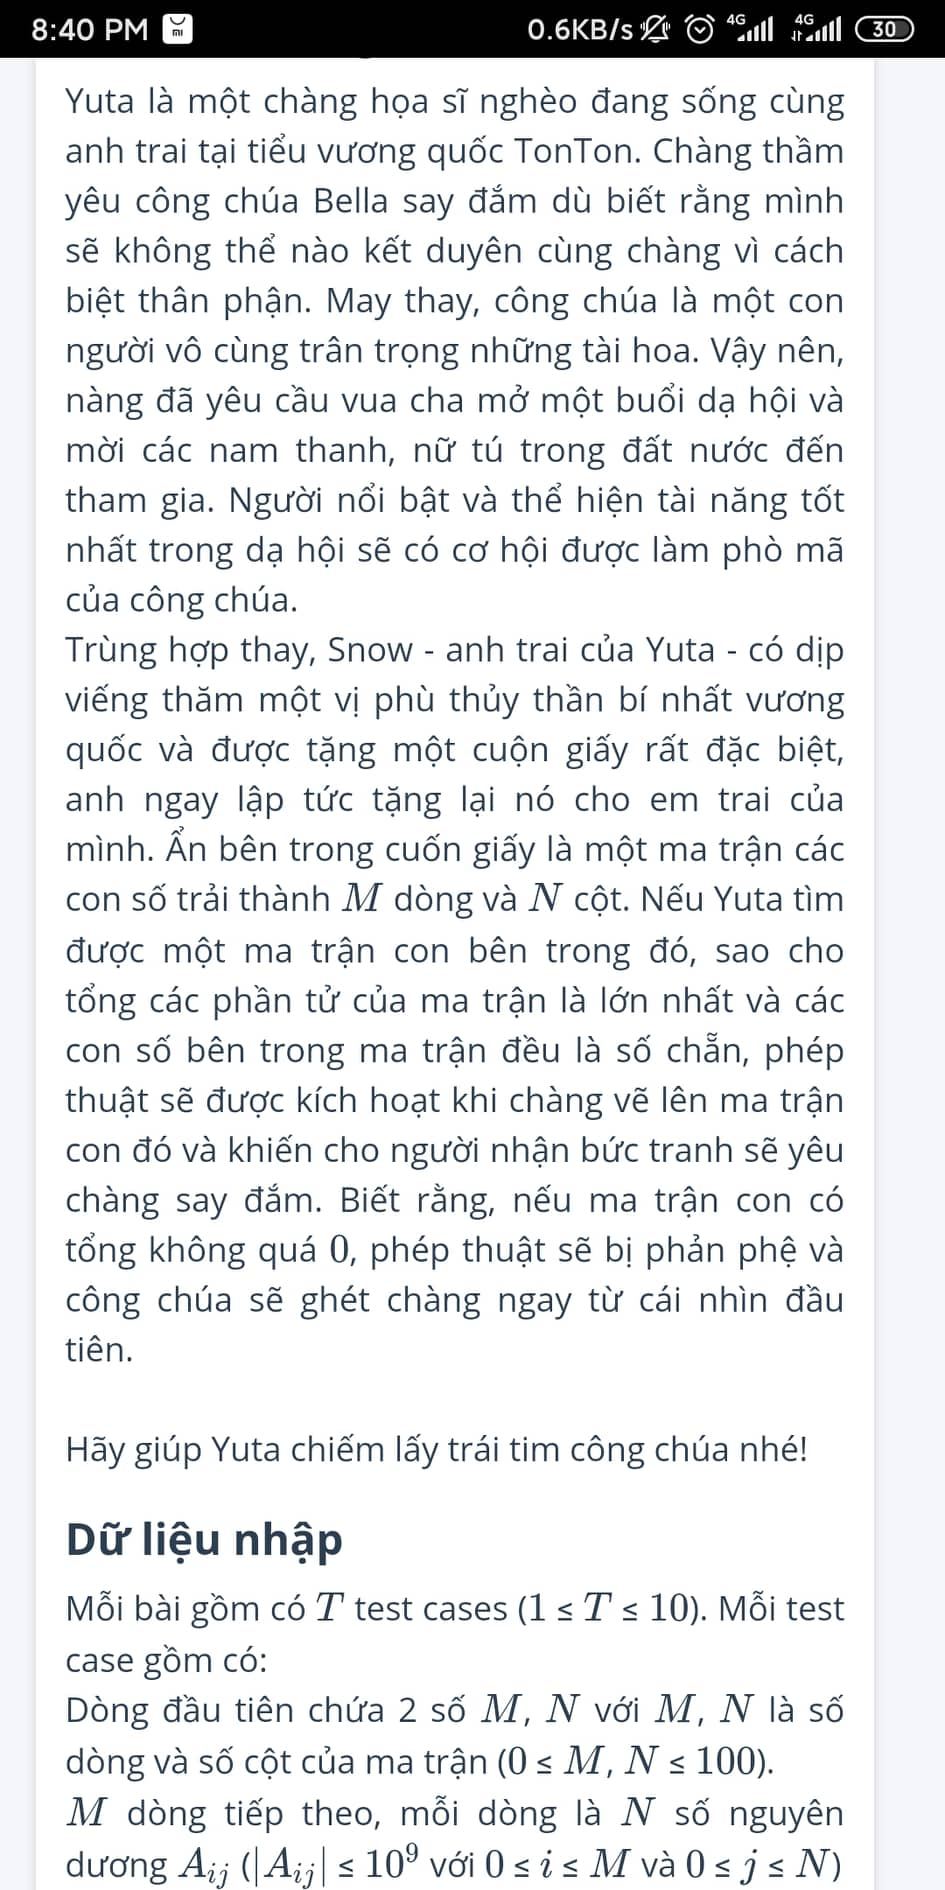 8:40 PM 0.6KB/s 4G 4G 30
Yuta là một chàng họa sĩ nghèo đang sống cùng
anh trai tại tiểu vương quốc TonTon. Chàng thầm
yêu công chúa Bella say đắm dù biết rằng mình
sẽ không thể nào kết duyên cùng chàng vì cách
biệt thân phận. May thay, công chúa là một con
người vô cùng trân trọng những tài hoa. Vậy nên,
nàng đã yêu cầu vua cha mở một buổi dạ hội và
mời các nam thanh, nữ tú trong đất nước đến
tham gia. Người nổi bật và thể hiện tài năng tốt
nhất trong dạ hội sẽ có cơ hội được làm phò mã
của công chúa.
Trùng hợp thay, Snow - anh trai của Yuta - có dịp
viếng thăm một vị phù thủy thần bí nhất vương
quốc và được tặng một cuộn giấy rất đặc biệt,
anh ngay lập tức tặng lại nó cho em trai của
mình. Ẩn bên trong cuốn giấy là một ma trận các
con số trải thành M dòng và N cột. Nếu Yuta tìm
được một ma trận con bên trong đó, sao cho
tổng các phần tử của ma trận là lớn nhất và các
con số bên trong ma trận đều là số chẵn, phép
thuật sẽ được kích hoạt khi chàng vẽ lên ma trận
con đó và khiến cho người nhận bức tranh sẽ yêu
chàng say đắm. Biết rằng, nếu ma trận con có
tổng không quá 0, phép thuật sẽ bị phản phệ và
công chúa sẽ ghét chàng ngay từ cái nhìn đầu
tiên.
Hãy giúp Yuta chiếm lấy trái tim công chúa nhé!
Dữ liệu nhập
Mỗi bài gồm có T test cases (1 ≤ T ≤ 10). Mỗi test
case gồm có:
Dòng đầu tiên chứa 2 số M, N với M, N là số
dòng và số cột của ma trận (0 ≤ M, N ≤ 100).
M dòng tiếp theo, mỗi dòng là N số nguyên
dương A_{ij} (|A_{ij}| ≤ 10⁹ với 0 ≤ i ≤ M và 0 ≤ j ≤ N)